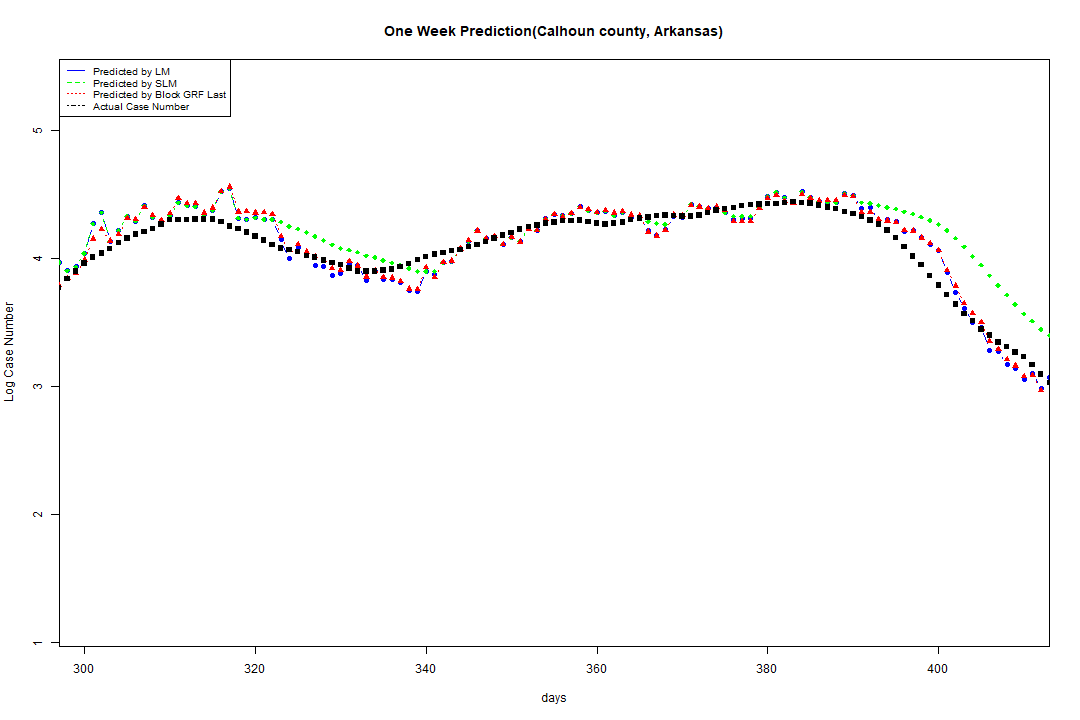 One Week Prediction(Calhoun county, Arkansas)
Predicted by LM
Predicted by SLM
Predicted by Block GRF Last
Actual Case Number
5
4
3
2
1
Log Case Number
300 320 340 360 380 400
days